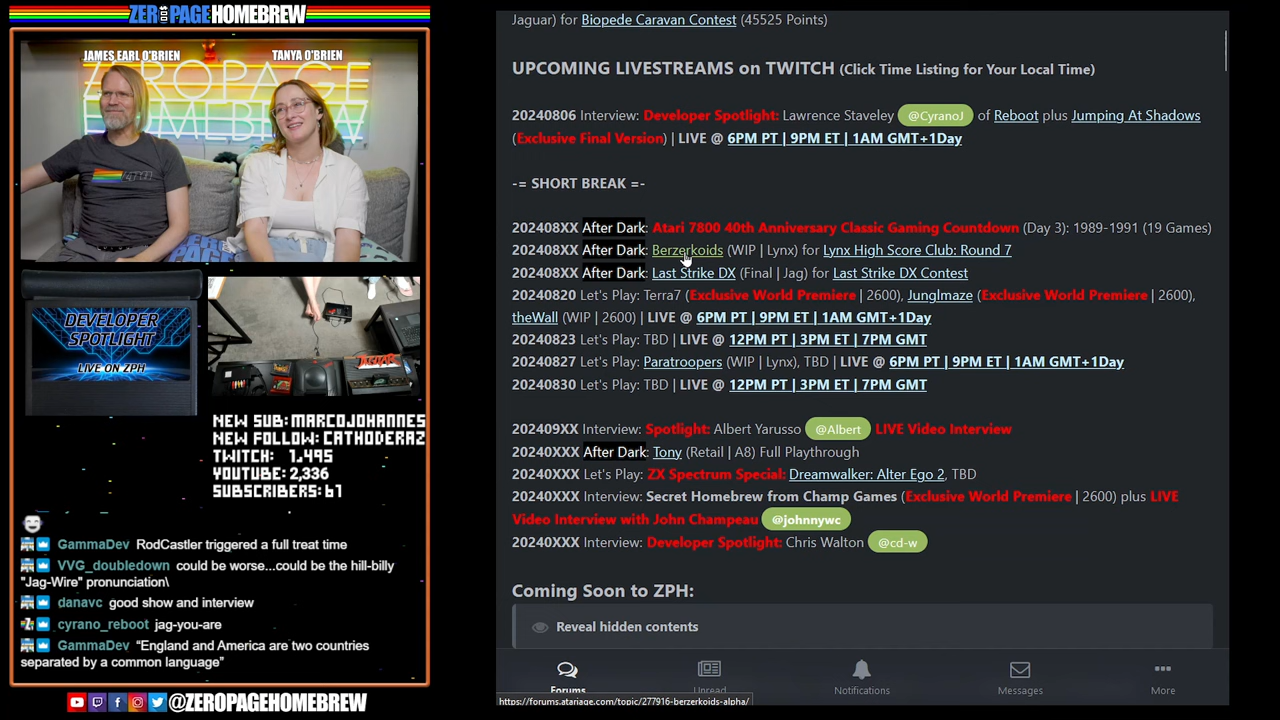 ZERO PAGE HOMEBREW
JAMES EARL O'BRIEN
TANYA O'BRIEN
ZEROPAGE
HOMEBREW
DEVELOPER
SPOTLIGHT
LIVE ON ZPH
JAGUAR
NEW SUB: MARCOJOHANNES
NEW FOLLOW: CATHODERAZ
TWITCH: 1,495
YOUTUBE: 2,336
SUBSCRIBERS: 61
GammaDev RodCastler triggered a full treat time
VVG_doubledown could be worse...could be the hill-billy
"Jag-Wire" pronunciation\
danavc good show and interview
cyrano_reboot jag-you-are
GammaDev “England and America are two countries
separated by a common language”
@ZEROPAGEHOMEBREW
Jaguar) for Biopede Caravan Contest (45525 Points)
UPCOMING LIVESTREAMS on TWITCH (Click Time Listing for Your Local Time)
20240806 Interview: Developer Spotlight: Lawrence Staveley @CyranoJ of Reboot plus Jumping At Shadows
(Exclusive Final Version) | LIVE @ 6PM PT | 9PM ET | 1AM GMT+1Day
-= SHORT BREAK =-
202408XX After Dark: Atari 7800 40th Anniversary Classic Gaming Countdown (Day 3): 1989-1991 (19 Games)
202408XX After Dark: Berzerkoids (WIP | Lynx) for Lynx High Score Club: Round 7
202408XX After Dark: Last Strike DX (Final | Jag) for Last Strike DX Contest
20240820 Let's Play: Terra7 (Exclusive World Premiere | 2600), Junglmaze (Exclusive World Premiere | 2600),
theWall (WIP | 2600) | LIVE @ 6PM PT | 9PM ET | 1AM GMT+1Day
20240823 Let's Play: TBD | LIVE @ 12PM PT | 3PM ET | 7PM GMT
20240827 Let's Play: Paratroopers (WIP | Lynx), TBD | LIVE @ 6PM PT | 9PM ET | 1AM GMT+1Day
20240830 Let's Play: TBD | LIVE @ 12PM PT | 3PM ET | 7PM GMT
202409XX Interview: Spotlight: Albert Yarusso @Albert LIVE Video Interview
20240XXX After Dark: Tony (Retail | A8) Full Playthrough
20240XXX Let's Play: ZX Spectrum Special: Dreamwalker: Alter Ego 2, TBD
20240XXX Interview: Secret Homebrew from Champ Games (Exclusive World Premiere | 2600) plus LIVE
Video Interview with John Champeau @johnnywc
20240XXX Interview: Developer Spotlight: Chris Walton @cd-w
Coming Soon to ZPH:
Reveal hidden contents
Forums
Unread
Notifications
Messages
More
https://forums.atariage.com/topic/277916-berzerkoids-alpha/